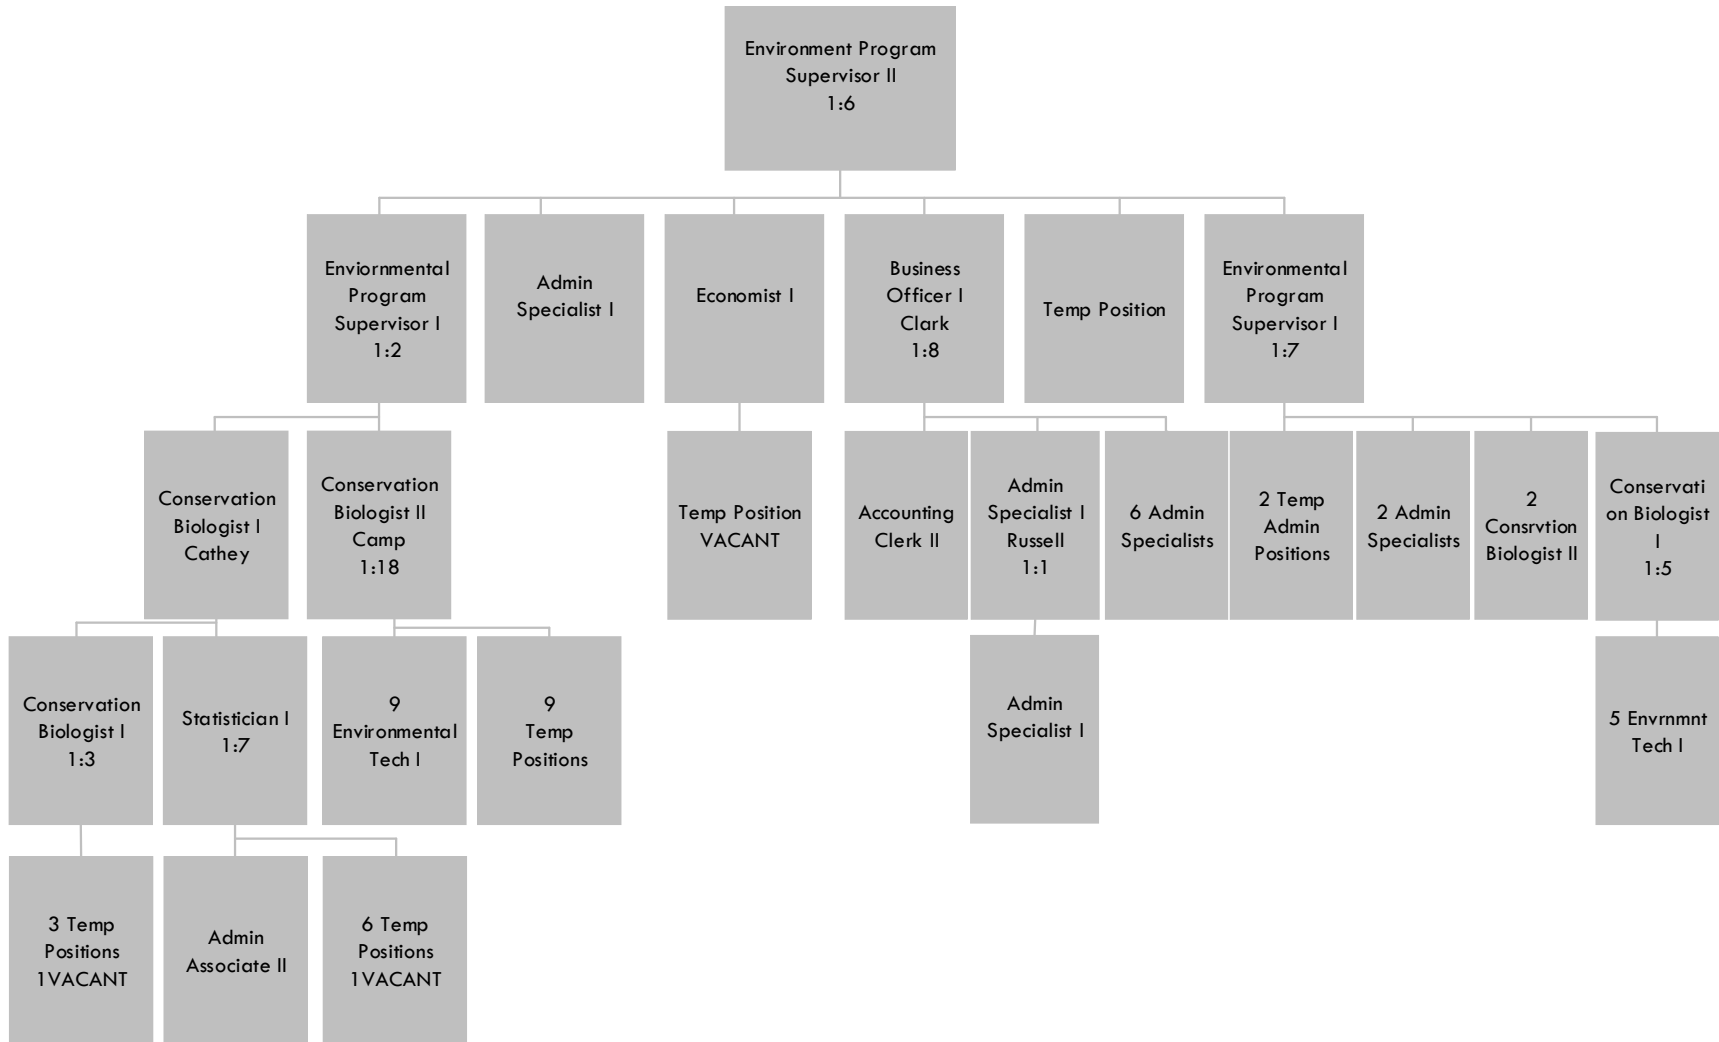 Environment Program
Supervisor II
1:6
Enviornmental
Program
Supervisor I
1:2
Admin
Specialist I
Economist I
Business
Officer I
Clark
1:8
Temp Position
Environmental
Program
Supervisor I
1:7
Conservation
Biologist I
Cathey
Conservation
Biologist II
Camp
1:18
Temp Position
VACANT
Accounting
Clerk II
Admin
Specialist I
Russell
1:1
6 Admin
Specialists
2 Temp
Admin
Positions
2 Admin
Specialists
2
Consrvtion
Biologist II
Conservati
on Biologist
I
1:5
Conservation
Biologist I
1:3
Statistician I
1:7
9
Environmental
Tech I
9
Temp
Positions
Admin
Specialist I
5 Envrnmnt
Tech I
3 Temp
Positions
1VACANT
Admin
Associate II
6 Temp
Positions
1VACANT